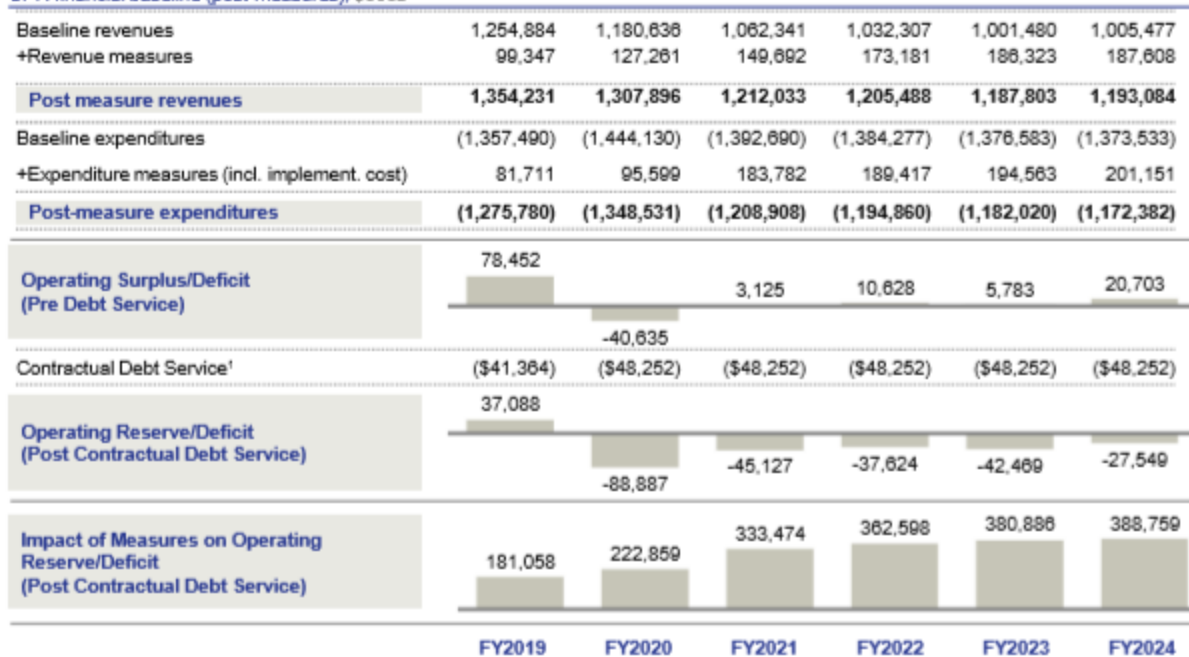 Baseline revenues 1,254,884 1,180,636 1,062,341 1,032,307 1,001,480 1,005,477
+Revenue measures 99,347 127,261 149,692 173,181 186,323 187,608
Post measure revenues 1,354,231 1,307,896 1,212,033 1,205,488 1,187,803 1,193,084
Baseline expenditures (1,357,490) (1,444,130) (1,392,690) (1,384,277) (1,376,583) (1,373,533)
+Expenditure measures (incl. implement. cost) 81,711 95,599 183,782 189,417 194,563 201,151
Post-measure expenditures (1,275,780) (1,348,531) (1,208,908) (1,194,860) (1,182,020) (1,172,382)
Operating Surplus/Deficit
(Pre Debt Service)
78,452 -40,635 3,125 10,628 5,783 20,703
Contractual Debt Service¹ ($41,364) ($48,252) ($48,252) ($48,252) ($48,252) ($48,252)
Operating Reserve/Deficit
(Post Contractual Debt Service)
37,088 -88,887 -45,127 -37,624 -42,469 -27,549
Impact of Measures on Operating
Reserve/Deficit
(Post Contractual Debt Service)
181,058 222,859 333,474 362,598 380,886 388,759
FY2019 FY2020 FY2021 FY2022 FY2023 FY2024